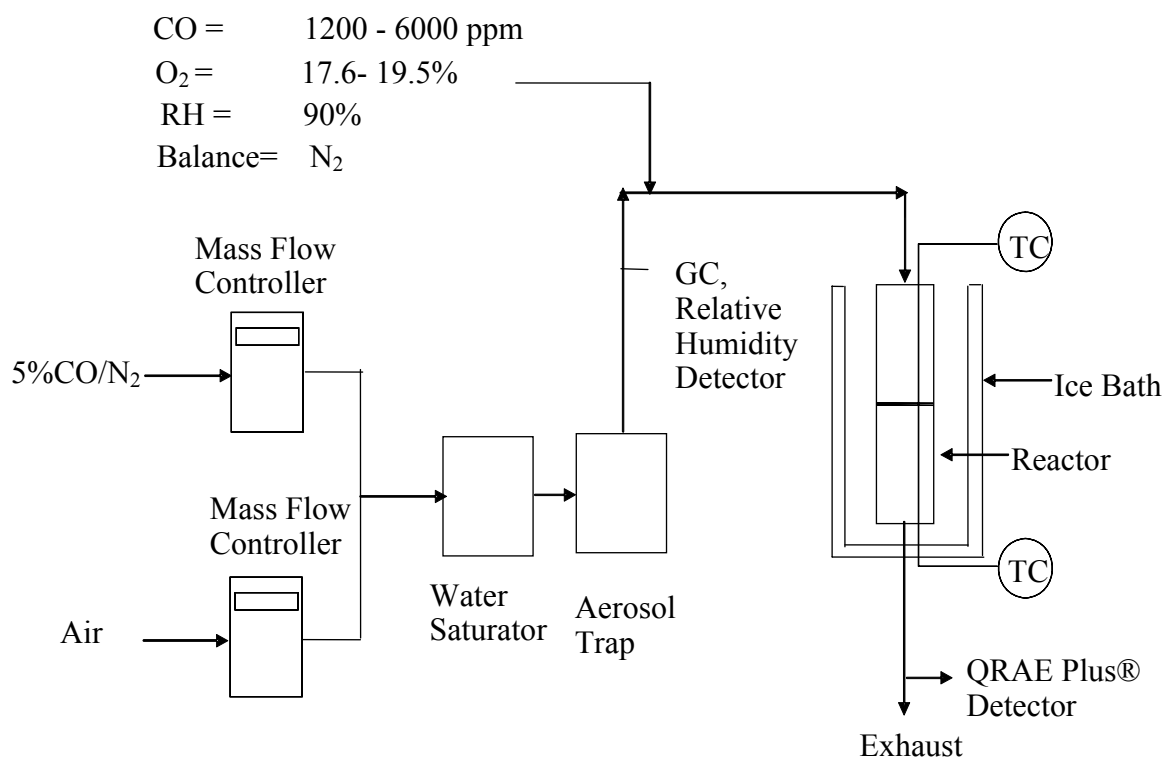 CO = 1200 - 6000 ppm
O₂ = 17.6- 19.5%
RH = 90%
Balance= N₂
Mass Flow
Controller
5%CO/N₂
Mass Flow
Controller
Air
Water
Saturator
Aerosol
Trap
GC,
Relative
Humidity
Detector
TC
Ice Bath
Reactor
TC
QRAE Plus®
Detector
Exhaust